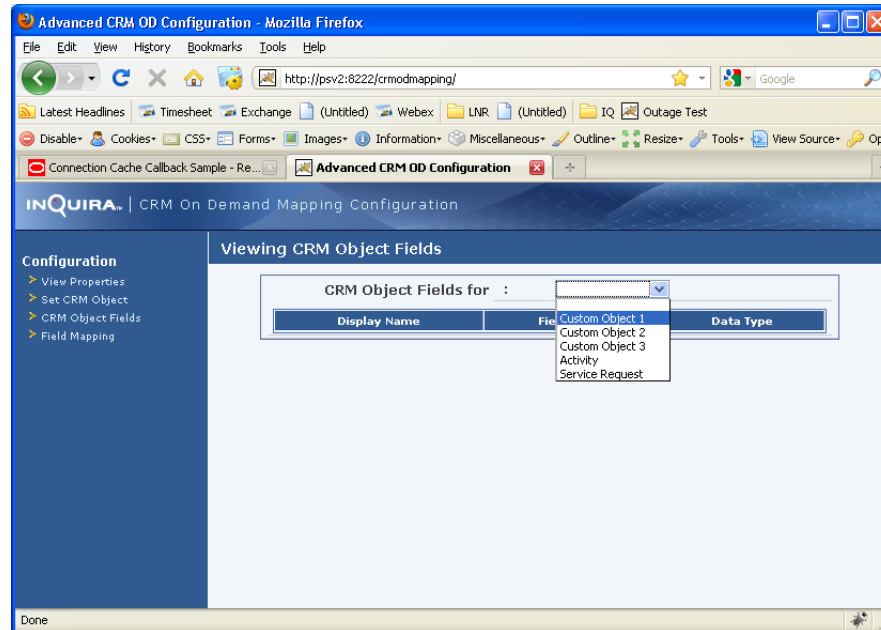 Advanced CRM OD Configuration - Mozilla Firefox
File Edit View History Bookmarks Tools Help
http://psv2:8222/crmodmapping/ Google
Latest Headlines Timesheet Exchange (Untitled) Webex LNR (Untitled) IQ Outage Test
Disable Cookies CSS Forms Images Information Miscellaneous Outline Resize Tools View Source Op
Connection Cache Callback Sample - Re... Advanced CRM OD Configuration
INQUIRA™ | CRM On Demand Mapping Configuration
Configuration
View Properties
Set CRM Object
CRM Object Fields
Field Mapping
Viewing CRM Object Fields
CRM Object Fields for :
Display Name Fie Data Type
Custom Object 1
Custom Object 2
Custom Object 3
Activity
Service Request
Done